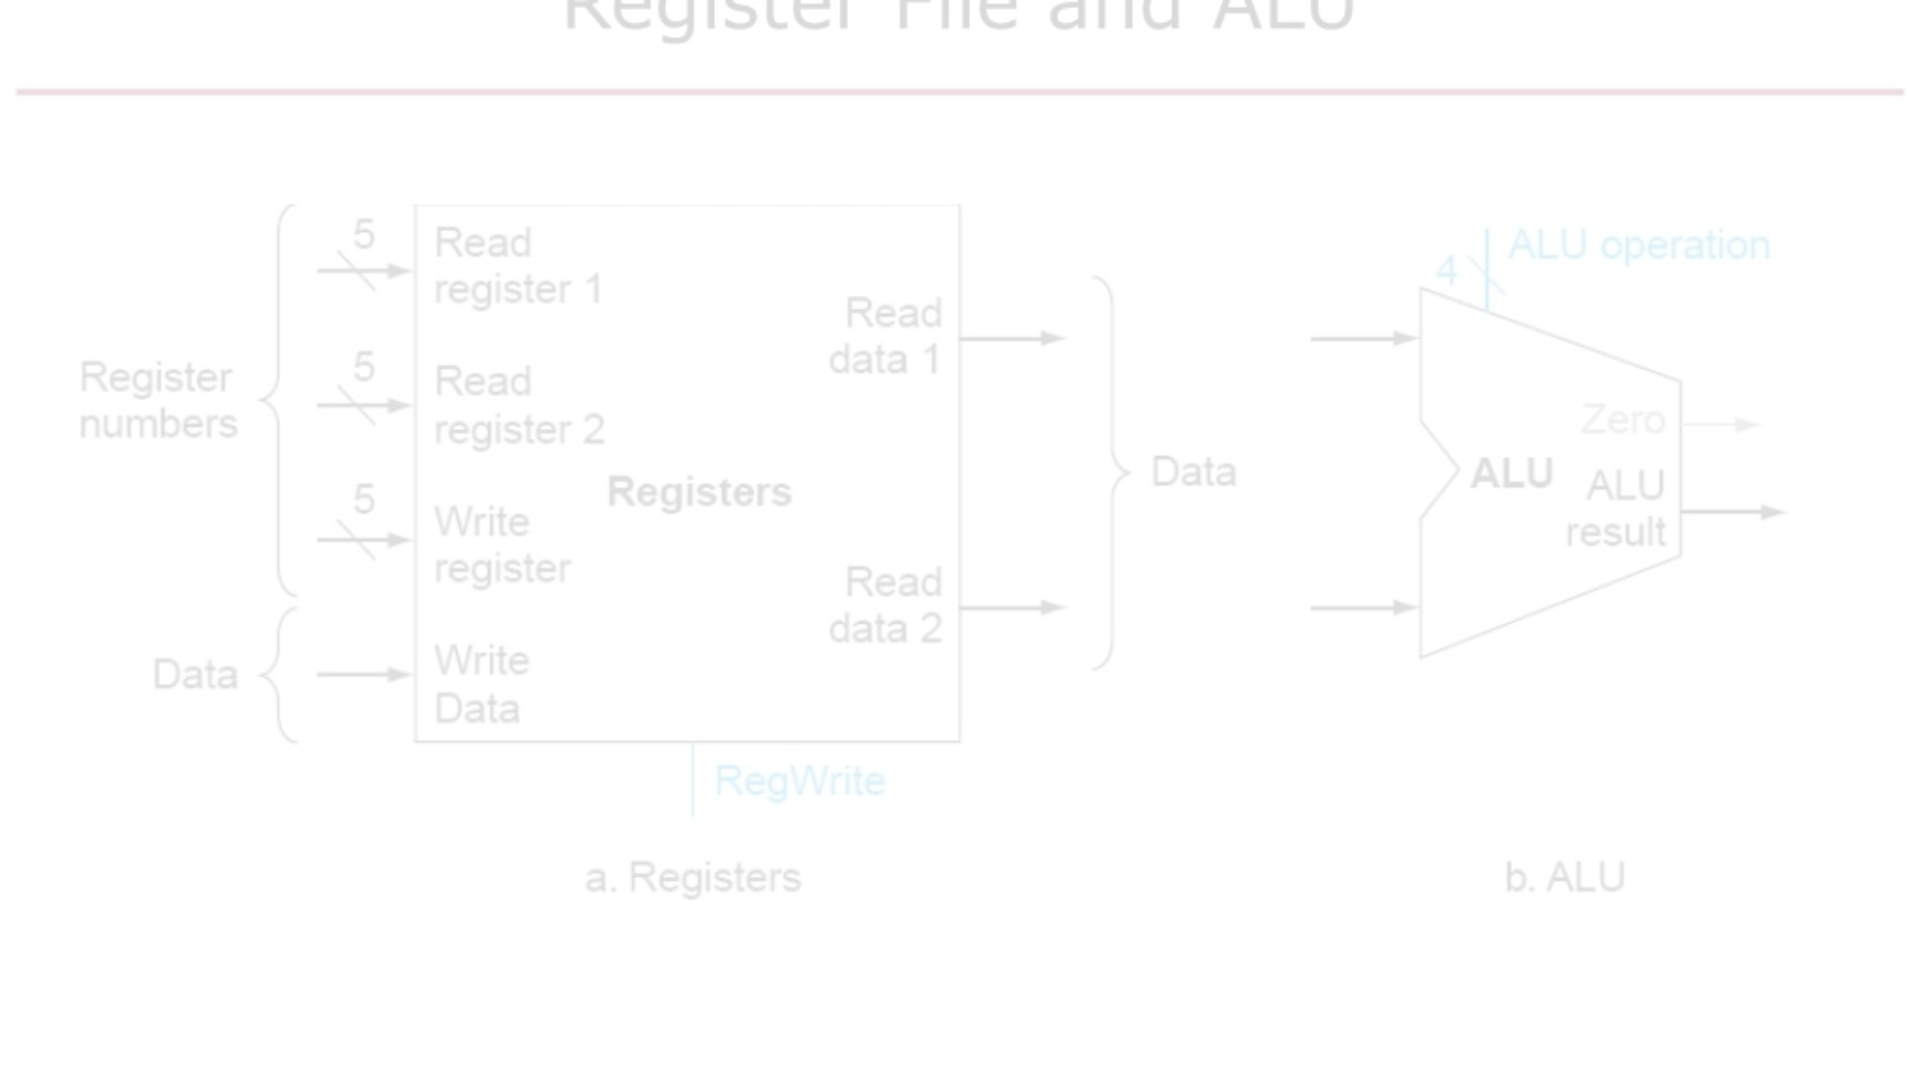 Register File and ALU
5
Read
register 1
5
Read
register 2
5
Write
register
Write
Data
Register
numbers
Data
Registers
Read
data 1
Read
data 2
Data
RegWrite
a. Registers
4
ALU operation
Zero
ALU
ALU
result
b. ALU